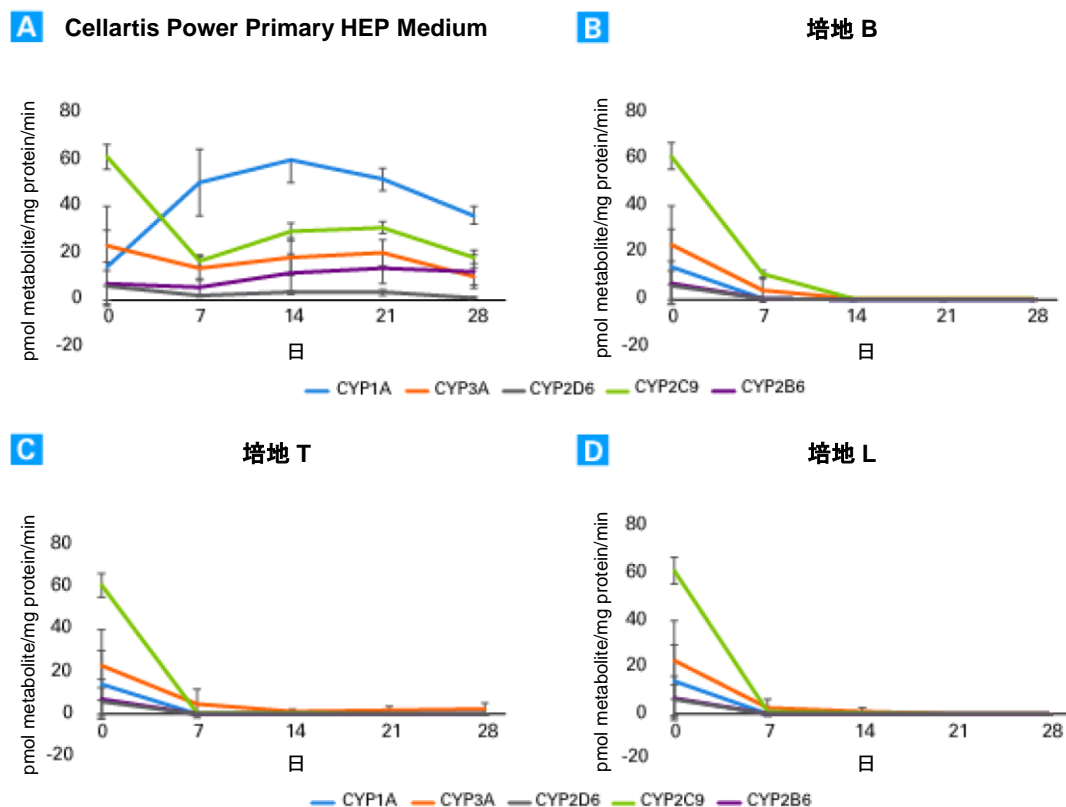 A Cellartis Power Primary HEP Medium
pmol metabolite/mg protein/min
80
60
40
20
0
-20
0 7 14 21 28
日
B 培地 B
pmol metabolite/mg protein/min
80
60
40
20
0
-20
0 7 14 21 28
日
CYP1A CYP3A CYP2D6 CYP2C9 CYP2B6
C 培地 T
pmol metabolite/mg protein/min
80
60
40
20
0
-20
0 7 14 21 28
日
D 培地 L
pmol metabolite/mg protein/min
80
60
40
20
0
-20
0 7 14 21 28
日
CYP1A CYP3A CYP2D6 CYP2C9 CYP2B6